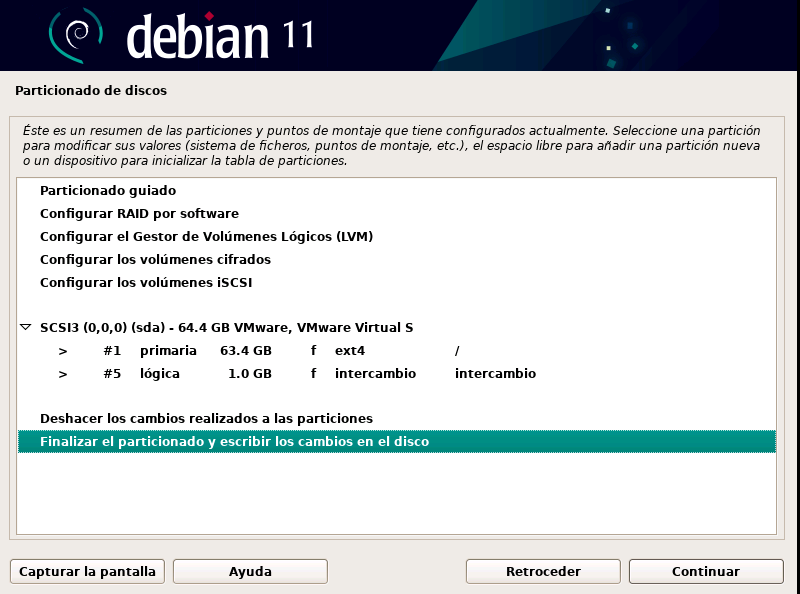 debian 11
Particionado de discos
Éste es un resumen de las particiones y puntos de montaje que tiene configurados actualmente. Seleccione una partición
para modificar sus valores (sistema de ficheros, puntos de montaje, etc.), el espacio libre para añadir una partición nueva
o un dispositivo para inicializar la tabla de particiones.
Particionado guiado
Configurar RAID por software
Configurar el Gestor de Volúmenes Lógicos (LVM)
Configurar los volúmenes cifrados
Configurar los volúmenes iSCSI
SCSI3 (0,0,0) (sda) - 64.4 GB VMware, VMware Virtual S
> #1 primaria 63.4 GB f ext4 /
> #5 lógica 1.0 GB f intercambio intercambio
Deshacer los cambios realizados a las particiones
Finalizar el particionado y escribir los cambios en el disco
Capturar la pantalla Ayuda Retroceder Continuar